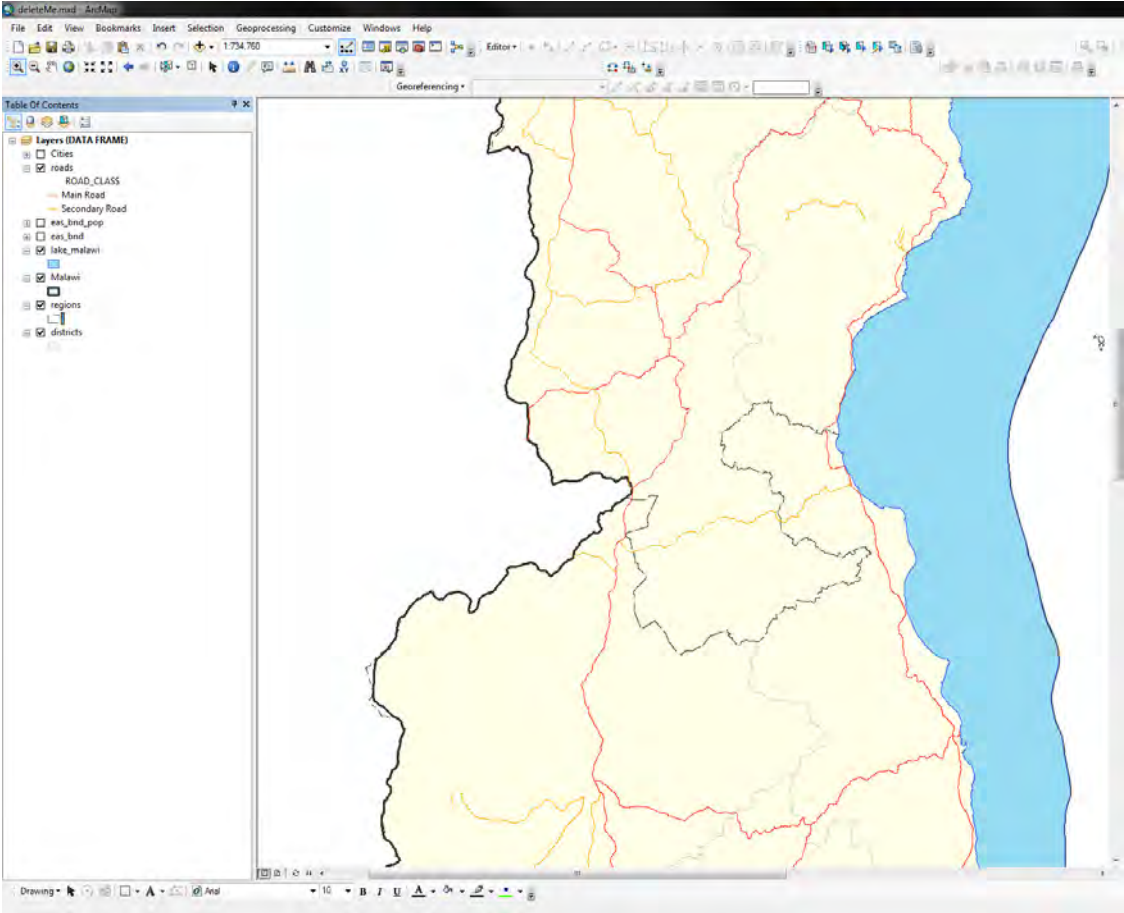 deleteMe.mxd - ArcMap
File Edit View Bookmarks Insert Selection Geoprocessing Customize Windows Help
1:734.760
Editor
Georeferencing
Table Of Contents
Layers (DATA FRAME)
Cities
roads
ROAD_CLASS
Main Road
Secondary Road
eas_bnd_pop
eas_bnd
lake_malawi
Malawi
regions
districts
Drawing A Arial 10 B I U A